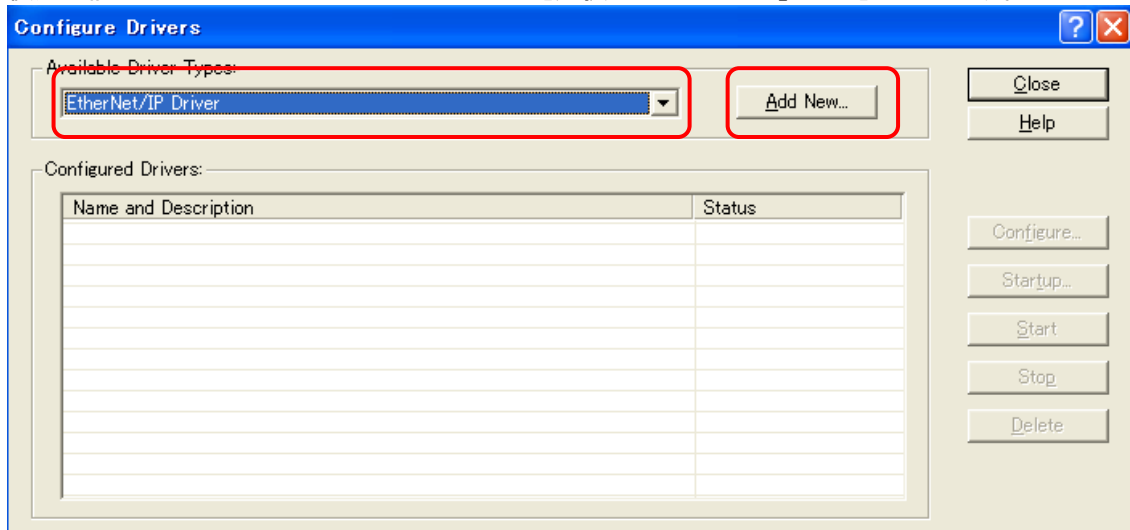 Configure Drivers
Available Driver Types:
EtherNet/IP Driver
Add New...
Close
Help
Configured Drivers:
Name and Description Status
Configure...
Startup...
Start
Stop
Delete